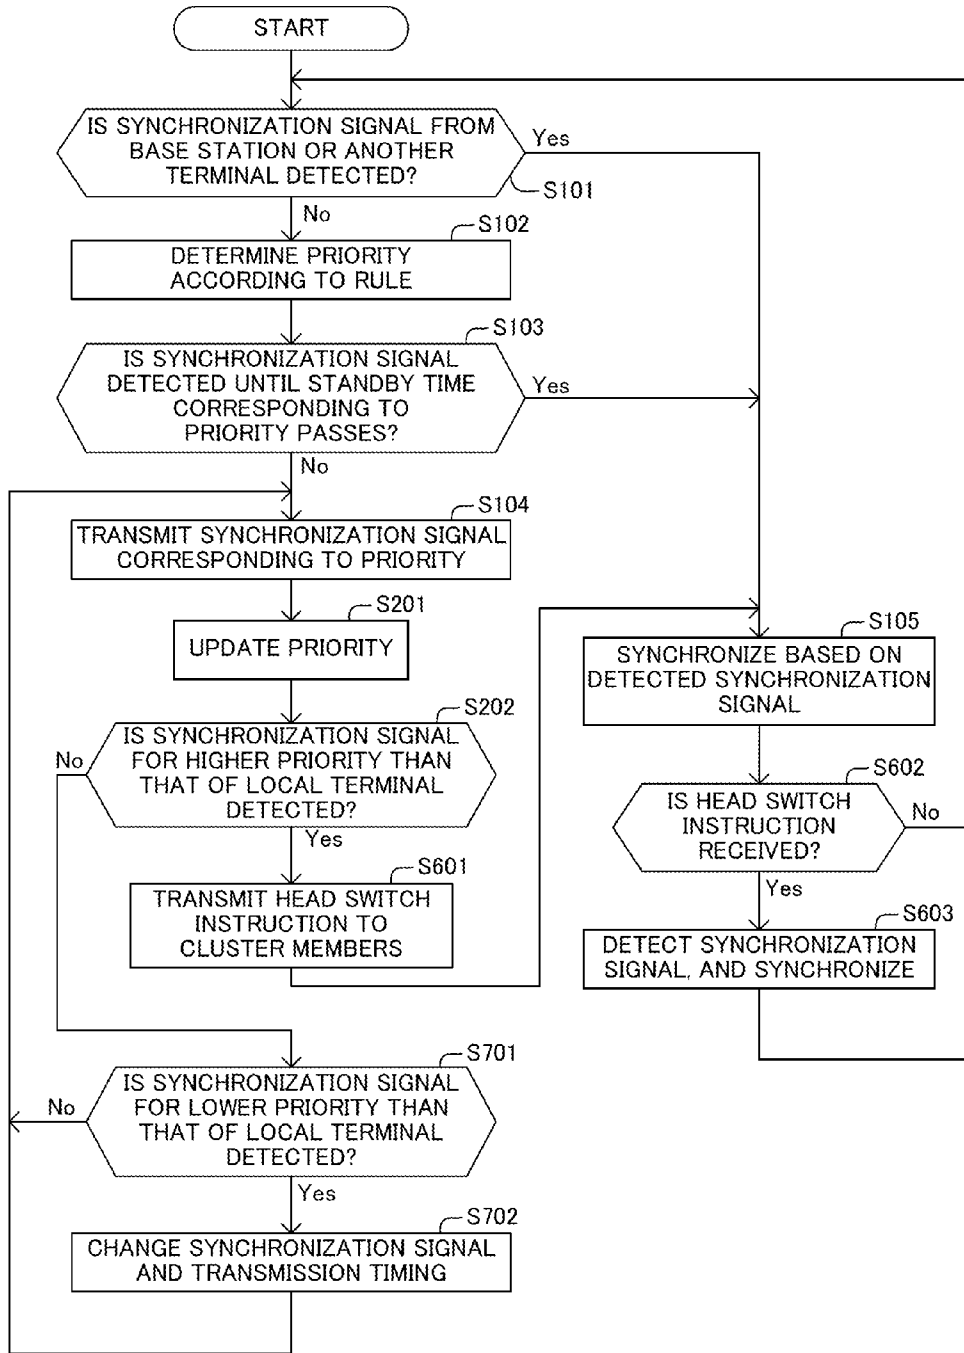 START
IS SYNCHRONIZATION SIGNAL FROM
BASE STATION OR ANOTHER
TERMINAL DETECTED?
Yes
S101
No
S102
DETERMINE PRIORITY
ACCORDING TO RULE
S103
IS SYNCHRONIZATION SIGNAL
DETECTED UNTIL STANDBY TIME
CORRESPONDING TO
PRIORITY PASSES?
Yes
No
S104
TRANSMIT SYNCHRONIZATION SIGNAL
CORRESPONDING TO PRIORITY
S201
UPDATE PRIORITY
S202
IS SYNCHRONIZATION SIGNAL
FOR HIGHER PRIORITY THAN
THAT OF LOCAL TERMINAL
DETECTED?
No
Yes
S601
TRANSMIT HEAD SWITCH
INSTRUCTION TO
CLUSTER MEMBERS
S105
SYNCHRONIZE BASED ON
DETECTED SYNCHRONIZATION
SIGNAL
S602
IS HEAD SWITCH
INSTRUCTION
RECEIVED?
No
Yes
S603
DETECT SYNCHRONIZATION
SIGNAL, AND SYNCHRONIZE
S701
IS SYNCHRONIZATION SIGNAL
FOR LOWER PRIORITY THAN
THAT OF LOCAL TERMINAL
DETECTED?
No
Yes
S702
CHANGE SYNCHRONIZATION SIGNAL
AND TRANSMISSION TIMING